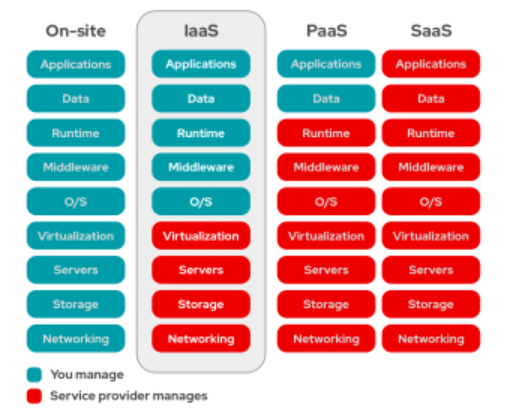 On-site IaaS PaaS SaaS
Applications Applications Applications Applications
Data Data Data Data
Runtime Runtime Runtime Runtime
Middleware Middleware Middleware Middleware
O/S O/S O/S O/S
Virtualization Virtualization Virtualization Virtualization
Servers Servers Servers Servers
Storage Storage Storage Storage
Networking Networking Networking Networking
You manage
Service provider manages